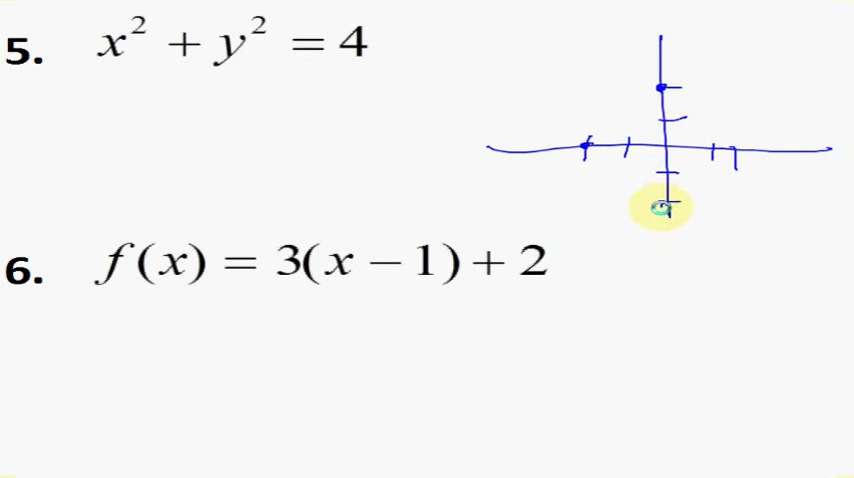 5. x² + y² = 4
6. f(x) = 3(x − 1) + 2